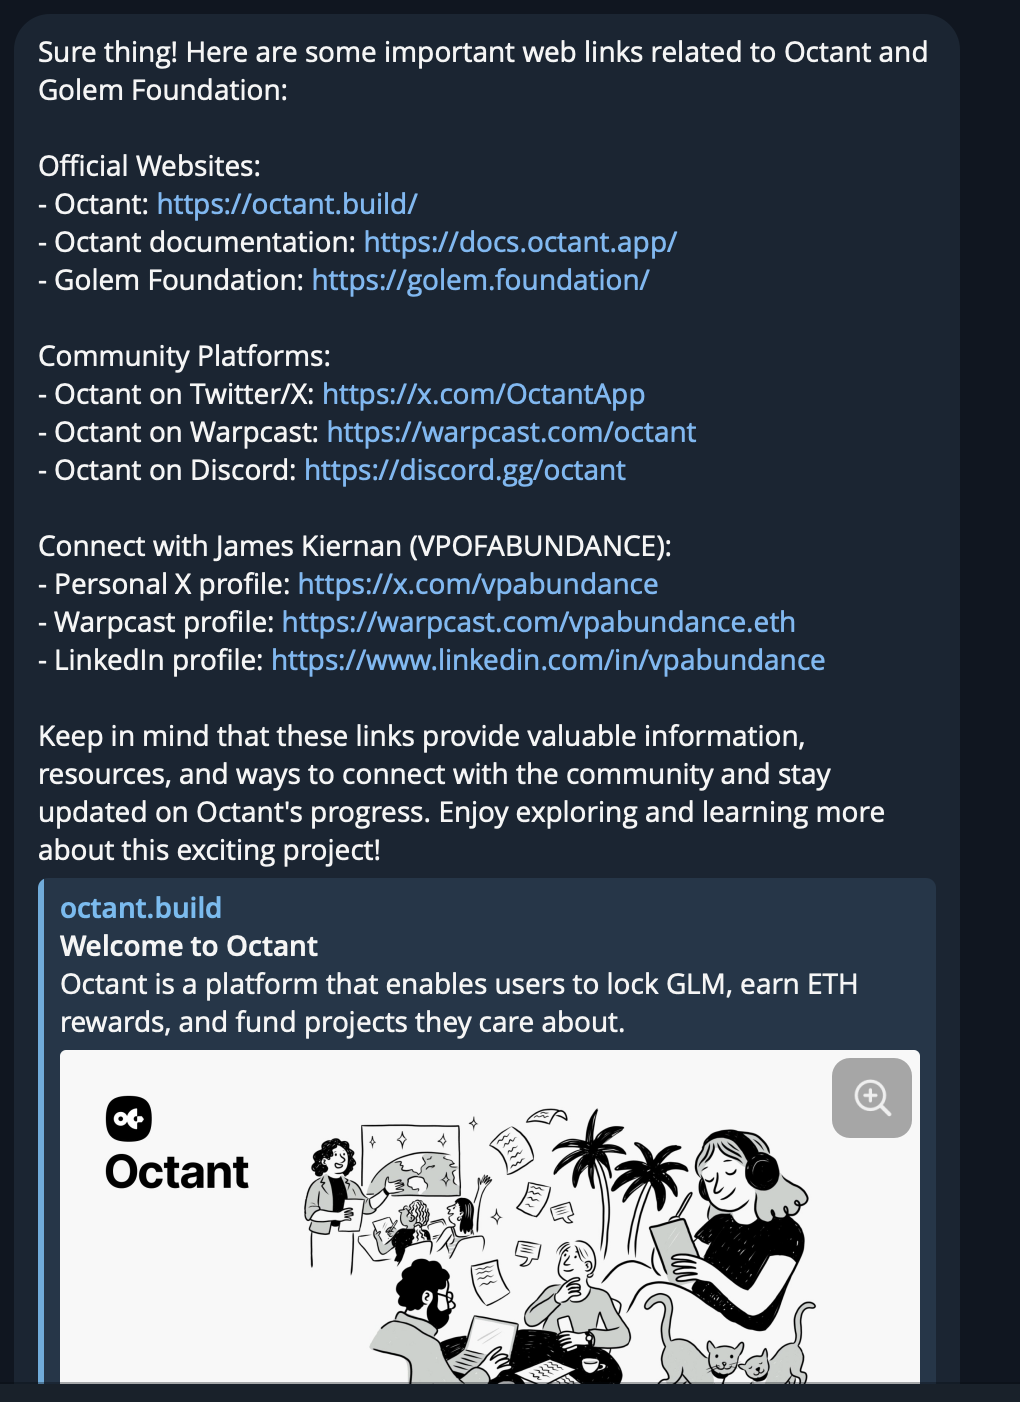 Sure thing! Here are some important web links related to Octant and
Golem Foundation:
Official Websites:
- Octant: https://octant.build/
- Octant documentation: https://docs.octant.app/
- Golem Foundation: https://golem.foundation/
Community Platforms:
- Octant on Twitter/X: https://x.com/OctantApp
- Octant on Warpcast: https://warpcast.com/octant
- Octant on Discord: https://discord.gg/octant
Connect with James Kiernan (VPOFABUNDANCE):
- Personal X profile: https://x.com/vpabundance
- Warpcast profile: https://warpcast.com/vpabundance.eth
- LinkedIn profile: https://www.linkedin.com/in/vpabundance
Keep in mind that these links provide valuable information,
resources, and ways to connect with the community and stay
updated on Octant's progress. Enjoy exploring and learning more
about this exciting project!
octant.build
Welcome to Octant
Octant is a platform that enables users to lock GLM, earn ETH
rewards, and fund projects they care about.
Octant